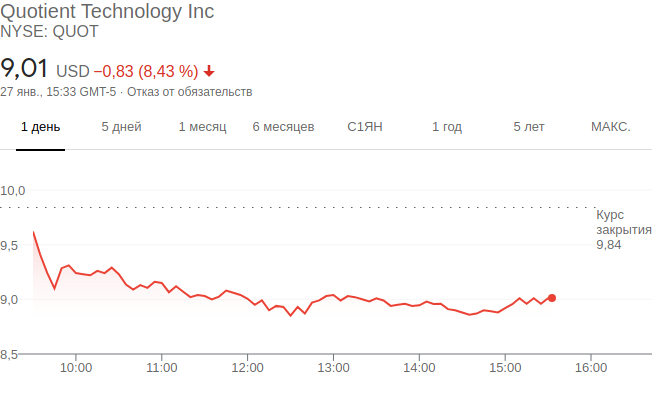 Quotient Technology Inc
NYSE: QUOT
9,01 USD −0,83 (8,43 %)
27 янв., 15:33 GMT-5 · Отказ от обязательств
1 день 5 дней 1 месяц 6 месяцев С1ЯН 1 год 5 лет МАКС.
10,0
Курс
закрытия
9,84
9,5
9,0
8,5
10:00 11:00 12:00 13:00 14:00 15:00 16:00